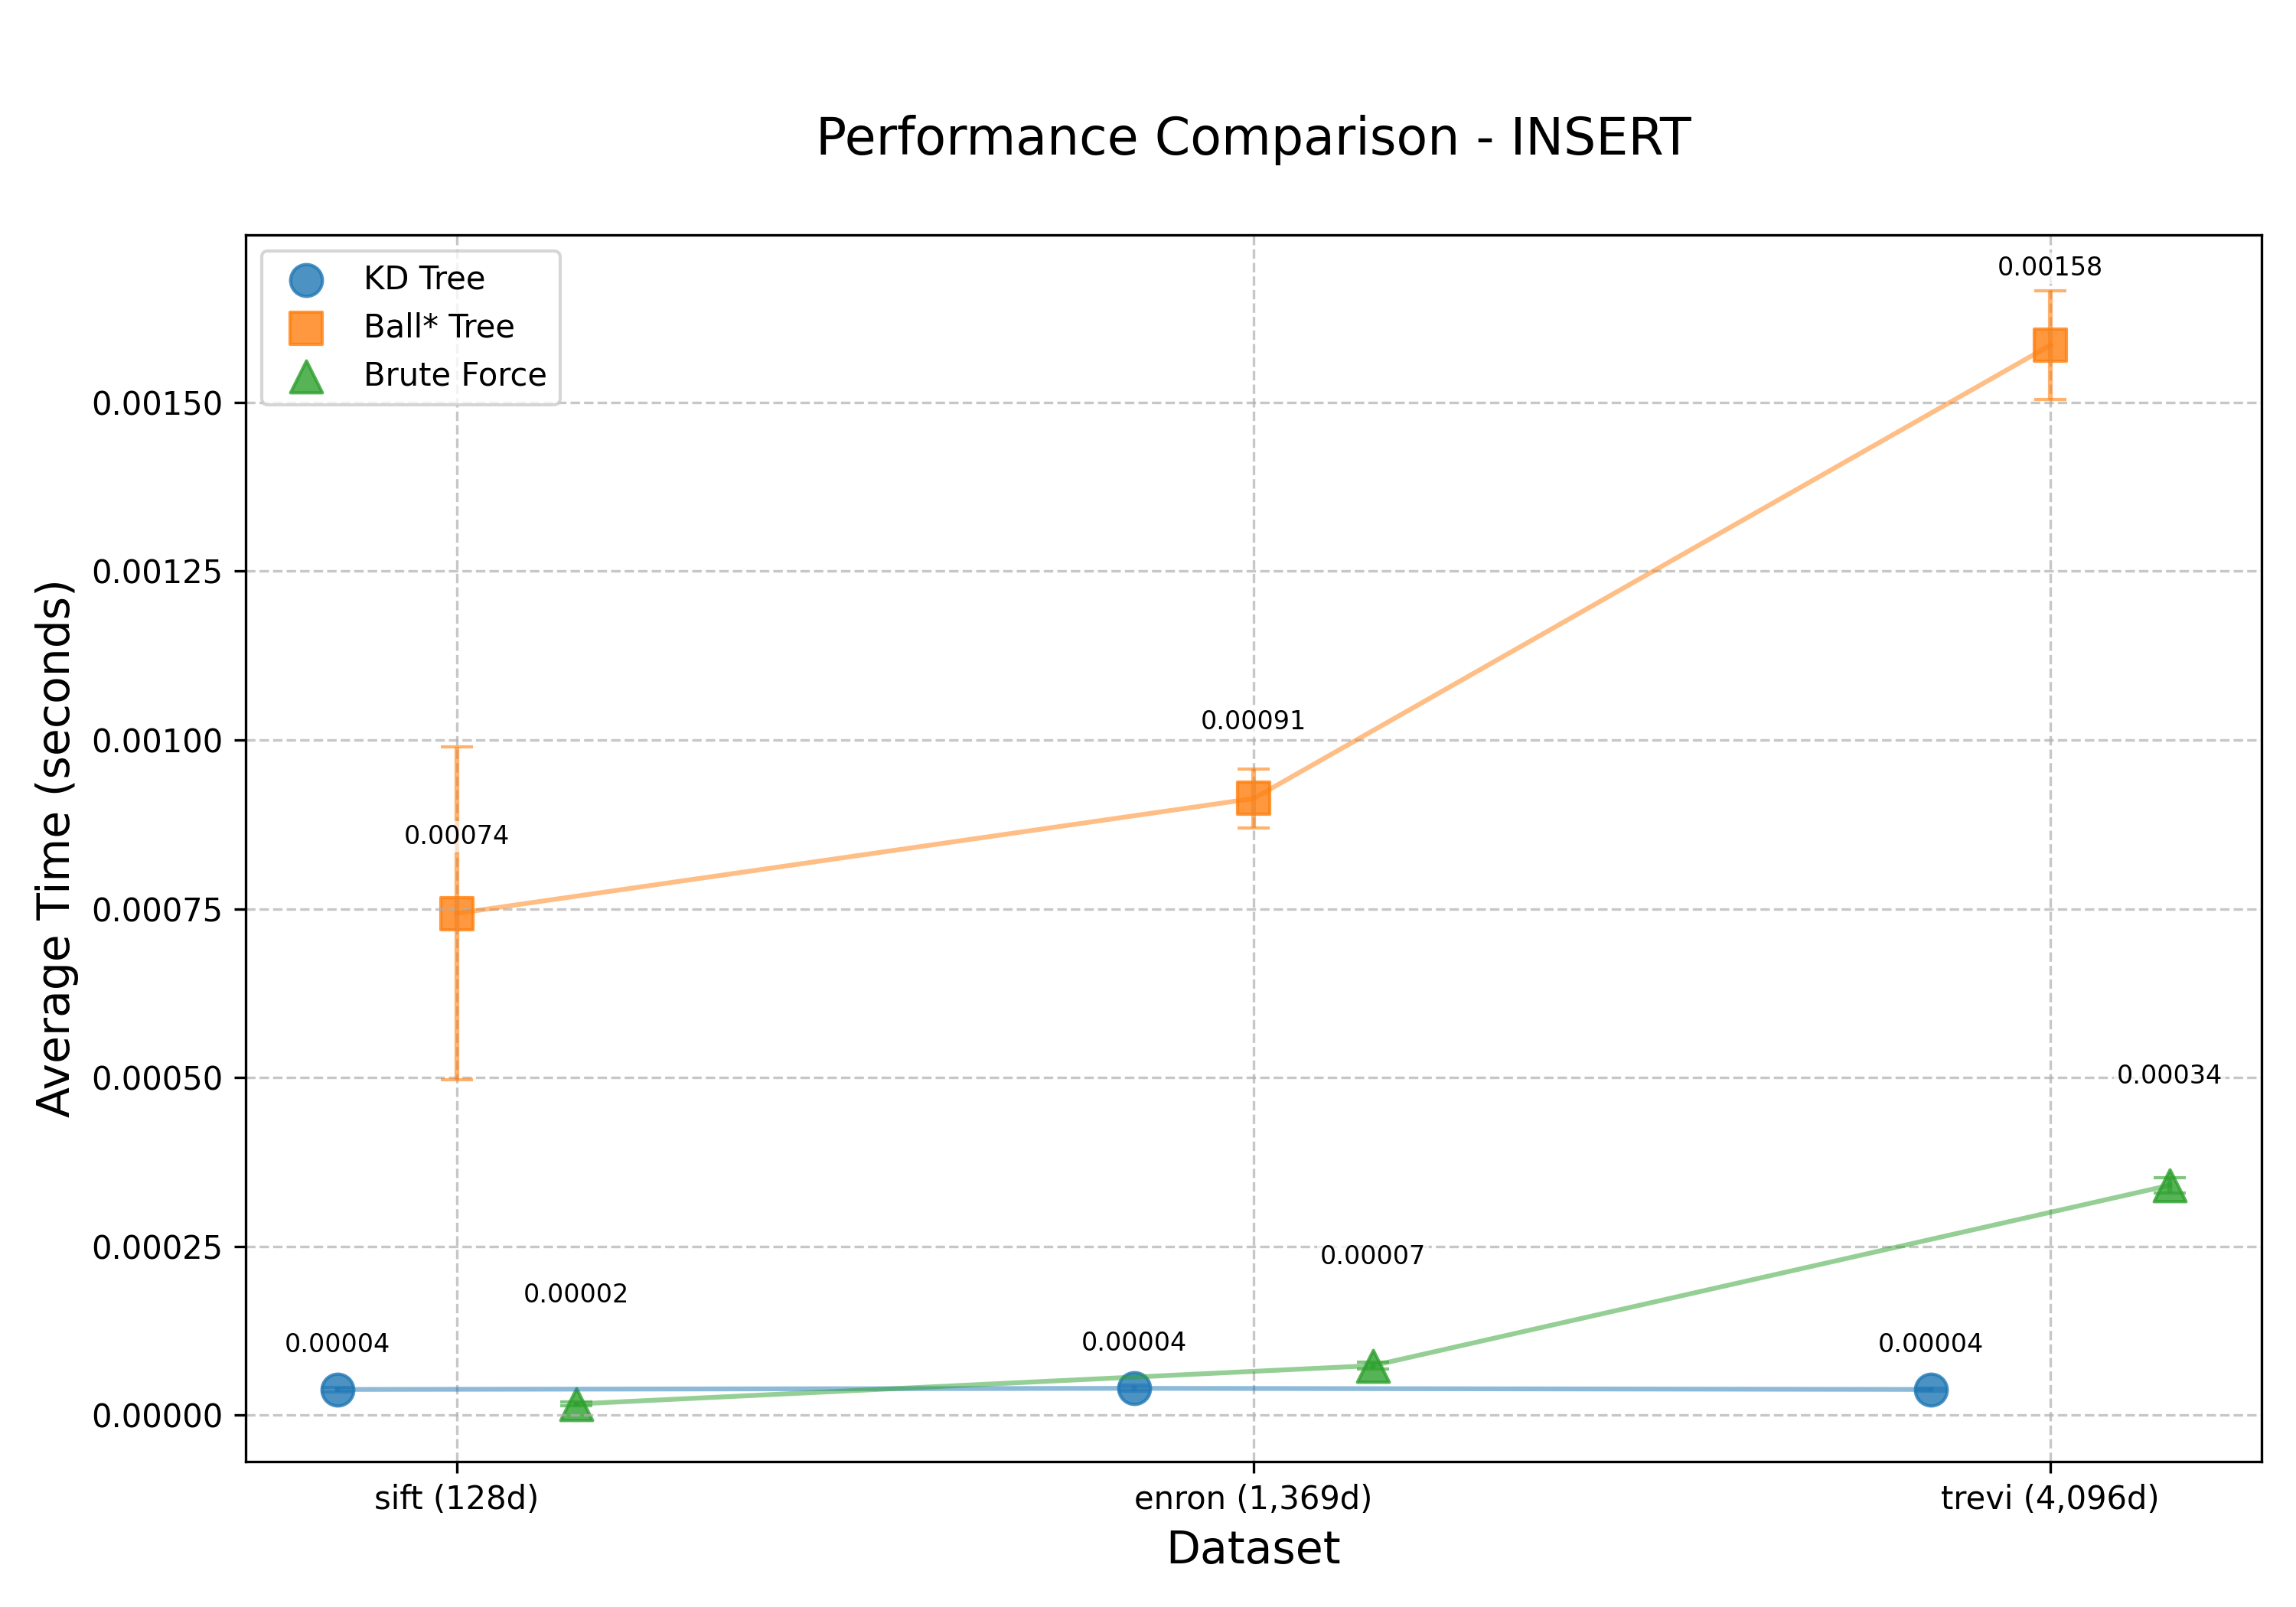 Performance Comparison - INSERT
KD Tree
Ball* Tree
Brute Force
0.00158
0.00150
0.00125
0.00091
0.00100
0.00074
0.00075
0.00050
0.00034
0.00025
0.00007
0.00002
0.00004
0.00004
0.00004
0.00000
Average Time (seconds)
sift (128d)
enron (1,369d)
trevi (4,096d)
Dataset